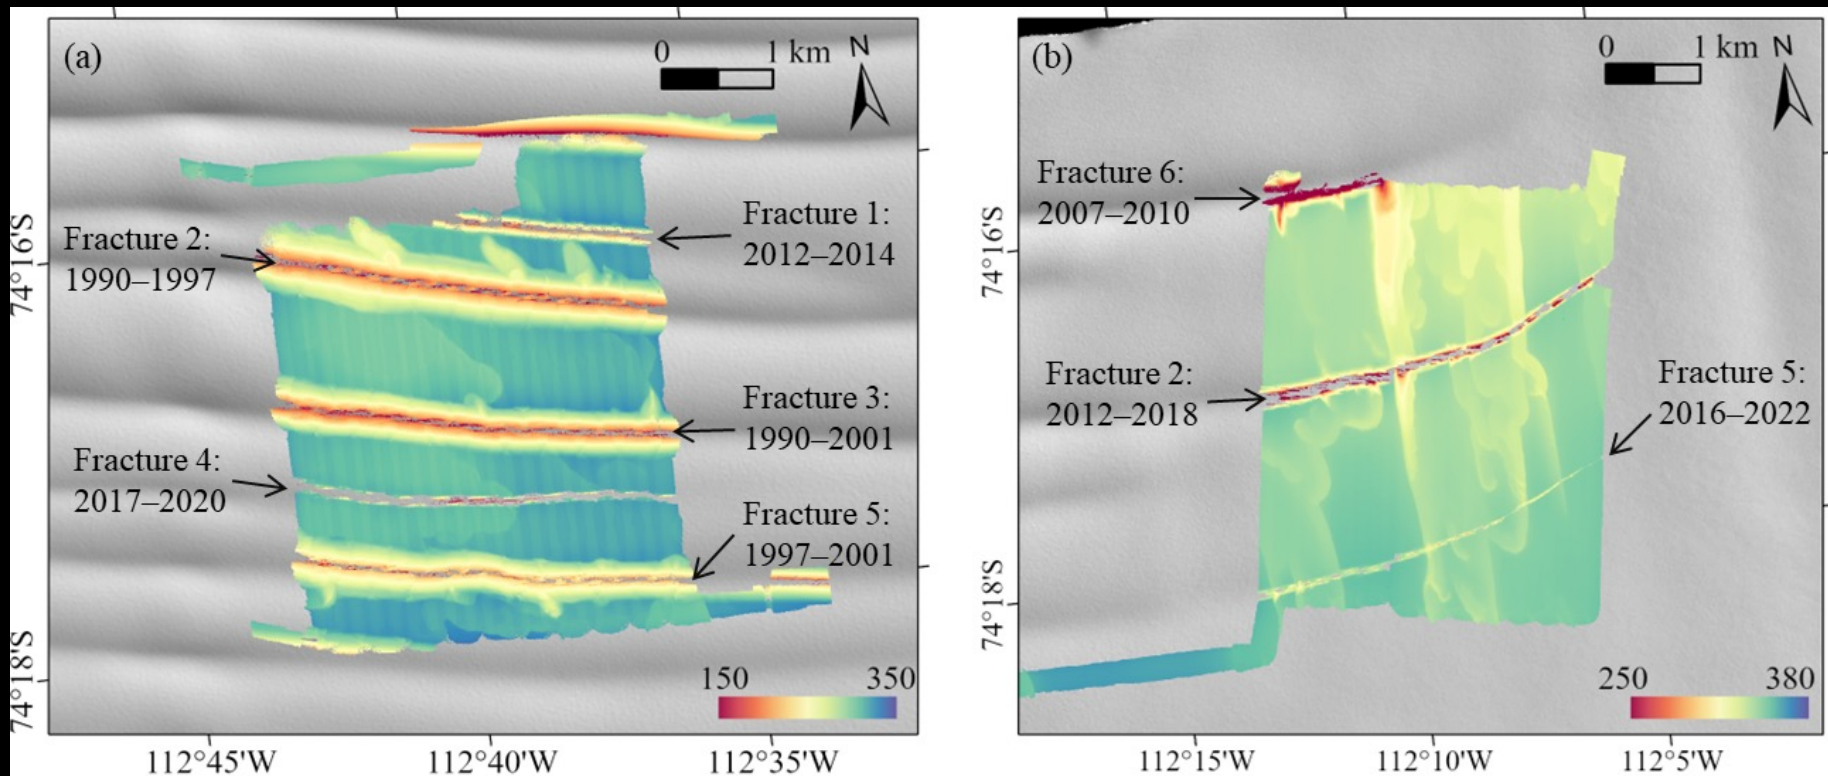 (a)
0 1 km N
Fracture 1:
2012–2014
Fracture 2:
1990–1997
Fracture 3:
1990–2001
Fracture 4:
2017–2020
Fracture 5:
1997–2001
150 350
74°16'S
74°18'S
112°45'W 112°40'W 112°35'W
(b)
0 1 km N
Fracture 6:
2007–2010
Fracture 2:
2012–2018
Fracture 5:
2016–2022
250 380
74°16'S
74°18'S
112°15'W 112°10'W 112°5'W